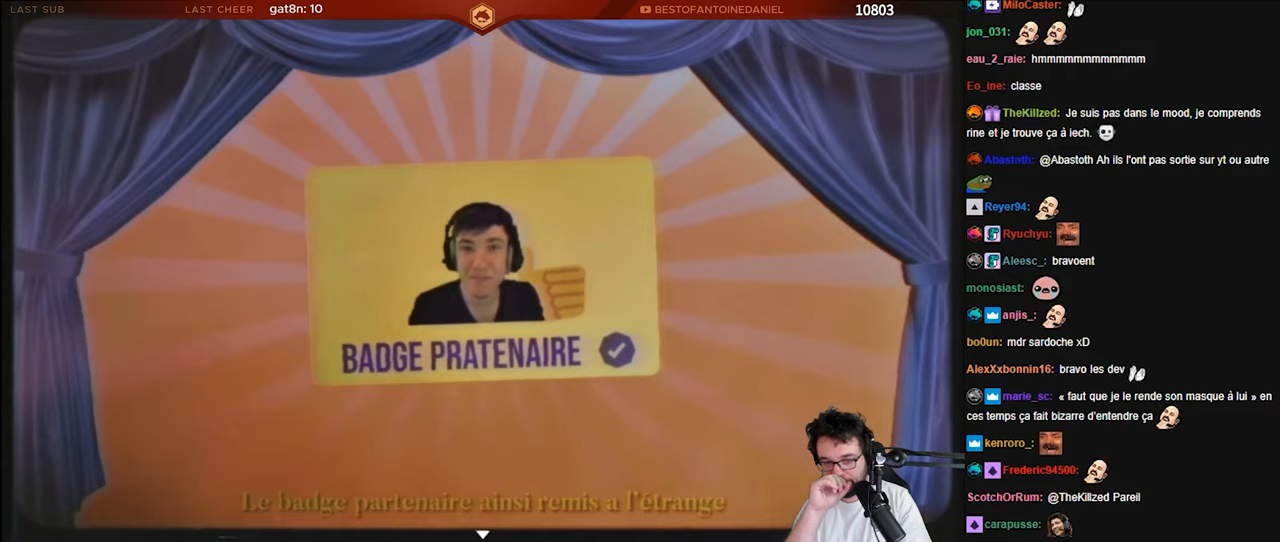 LAST SUB
LAST CHEER gat8n: 10
BESTOFANTOINEDANIEL
10803
BADGE PRATENAIRE
Le badge partenaire ainsi remis a l'étrange
MiloCaster:
jon_031:
eau_2_raie: hmmmmmmmmmmmm
Eo_ine: classe
TheKillzed: Je suis pas dans le mood, je comprends
rine et je trouve ça à iech.
Abastoth: @Abastoth Ah ils l'ont pas sortie sur yt ou autre
Reyer94:
Ryuchyu:
Aleesc_: bravoent
monosiast:
anjis_:
bo0un: mdr sardoche xD
AlexXxbonnin16: bravo les dev
marie_sc: « faut que je le rende son masque à lui » en
ces temps ça fait bizarre d'entendre ça
kenroro_:
Frederic94500:
ScotchOrRum: @TheKillzed Pareil
carapusse: